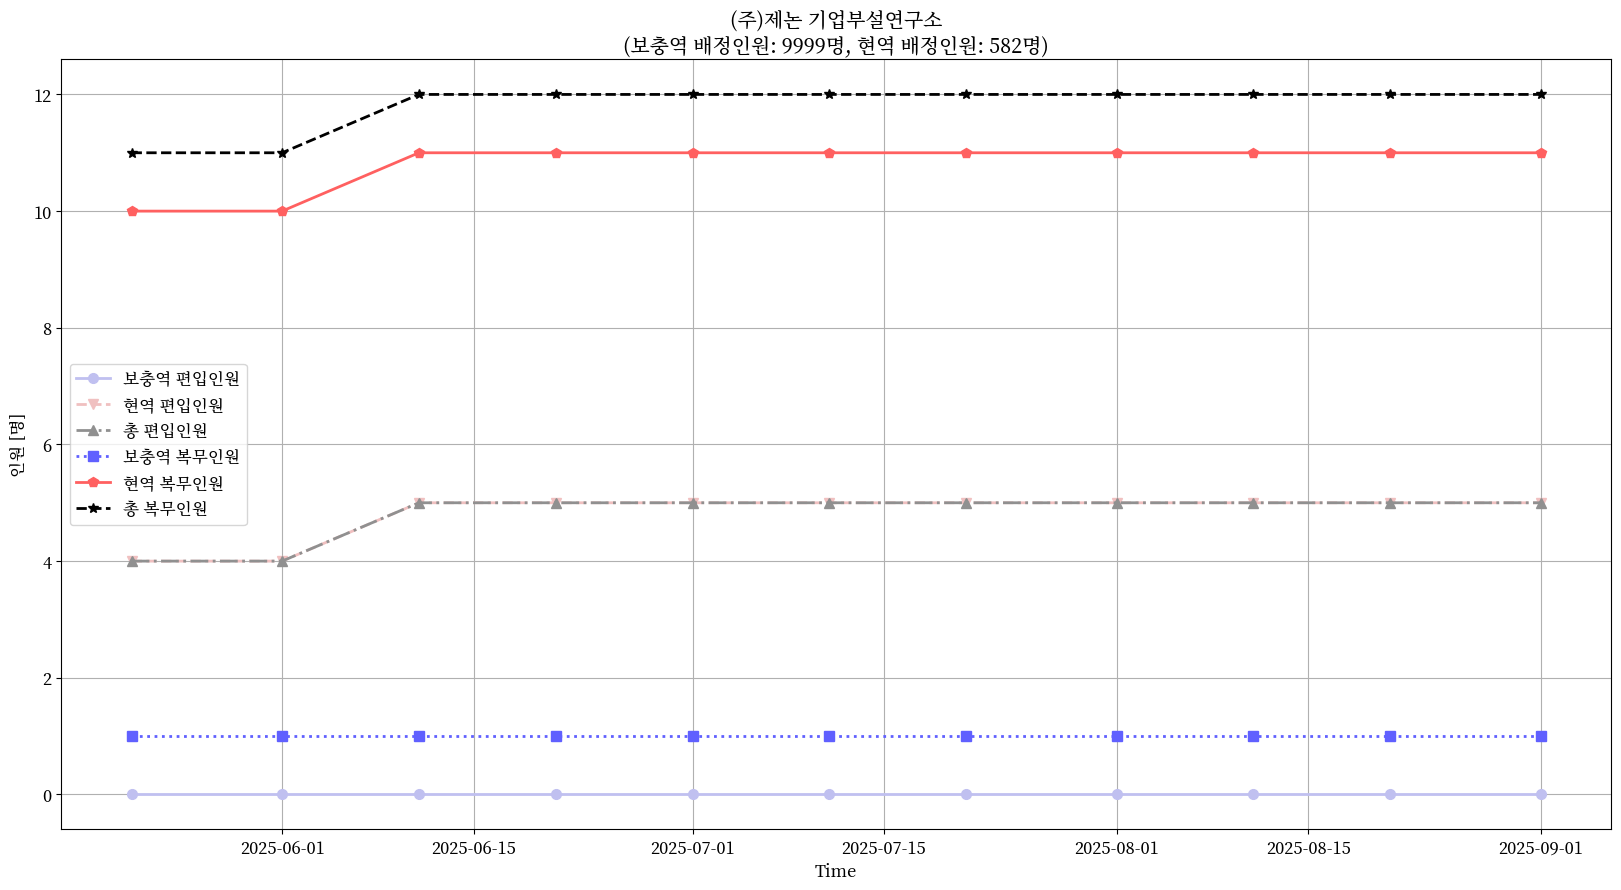 (주)제논 기업부설연구소
(보충역 배정인원: 9999명, 현역 배정인원: 582명)
12
10
8
6
4
2
0
인원 [명]
보충역 편입인원
현역 편입인원
총 편입인원
보충역 복무인원
현역 복무인원
총 복무인원
2025-06-01
2025-06-15
2025-07-01
2025-07-15
2025-08-01
2025-08-15
2025-09-01
Time